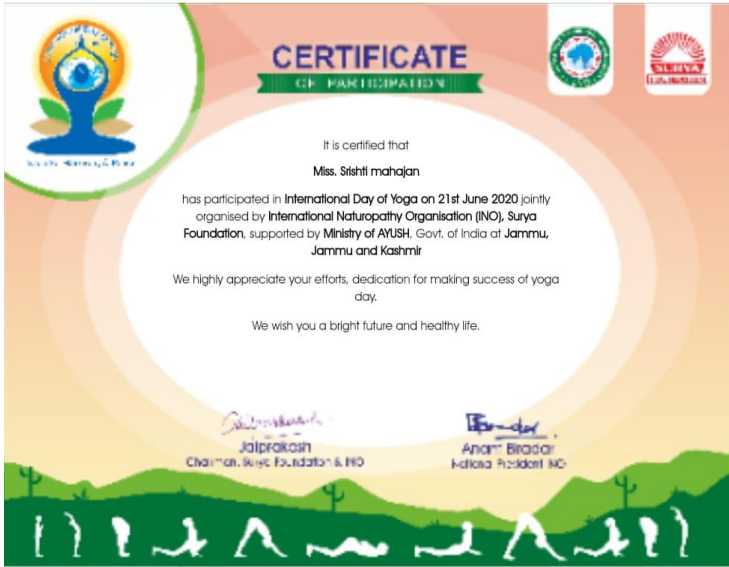 CERTIFICATE
OF PARTICIPATION
It is certified that
Miss. Srishti mahajan
has participated in International Day of Yoga on 21st June 2020 jointly
organised by International Naturopathy Organisation (INO), Surya
Foundation, supported by Ministry of AYUSH, Govt. of India at Jammu,
Jammu and Kashmir
We highly appreciate your efforts, dedication for making success of yoga
day.
We wish you a bright future and healthy life.
Jaiprakash
Chairman, Surya Foundation & INO
Anant Biradar
National President INO
SURYA